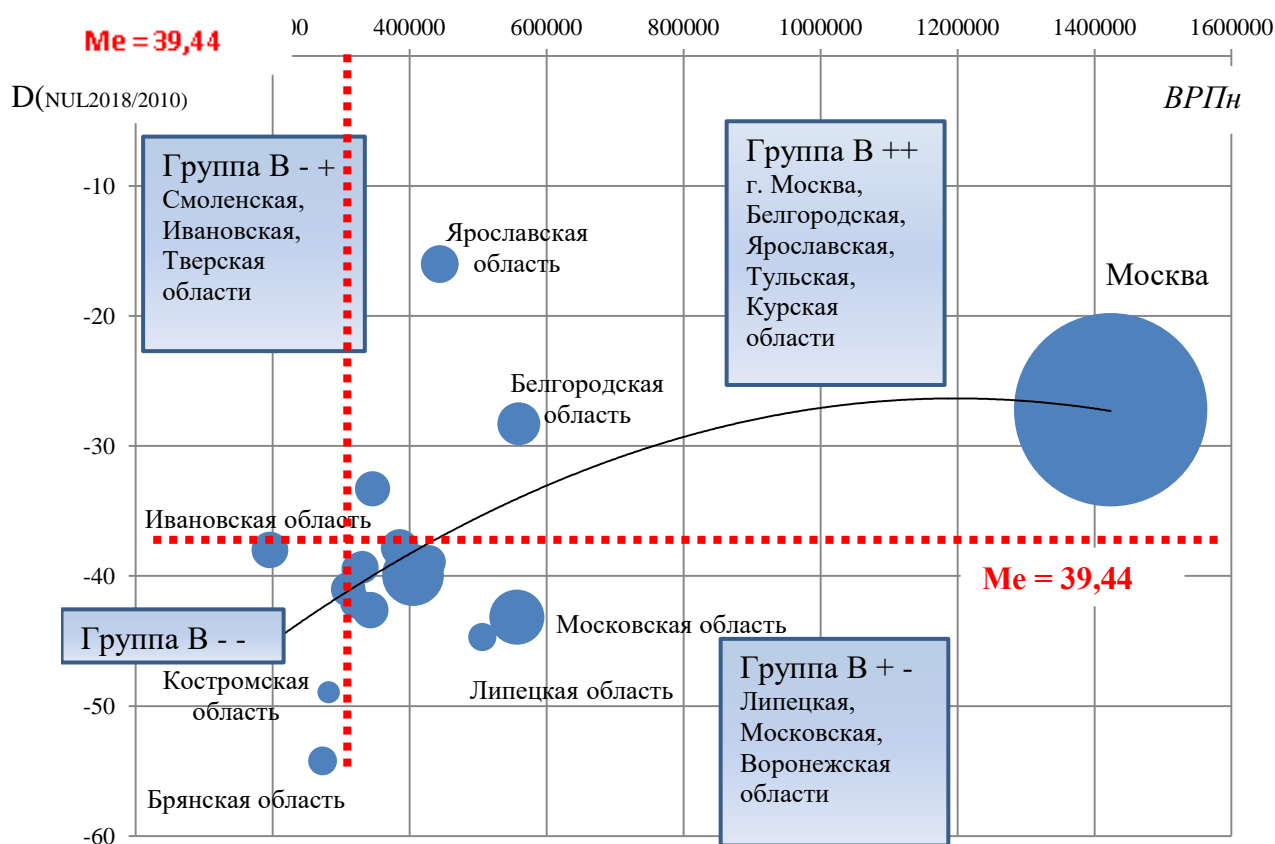 Me = 39,44
00
400000
600000
800000
1000000
1200000
1400000
1600000
D(NUL2018/2010)
ВРПн
Группа В - +
Смоленская,
Ивановская,
Тверская
области
Группа В ++
г. Москва,
Белгородская,
Ярославская,
Тульская,
Курская
области
-10
Ярославская
область
Москва
-20
Белгородская
область
-30
Ивановская область
-40
Me = 39,44
Группа В - -
Московская область
Костромская
область
Липецкая область
Группа В + -
Липецкая,
Московская,
Воронежская
области
-50
Брянская область
-60